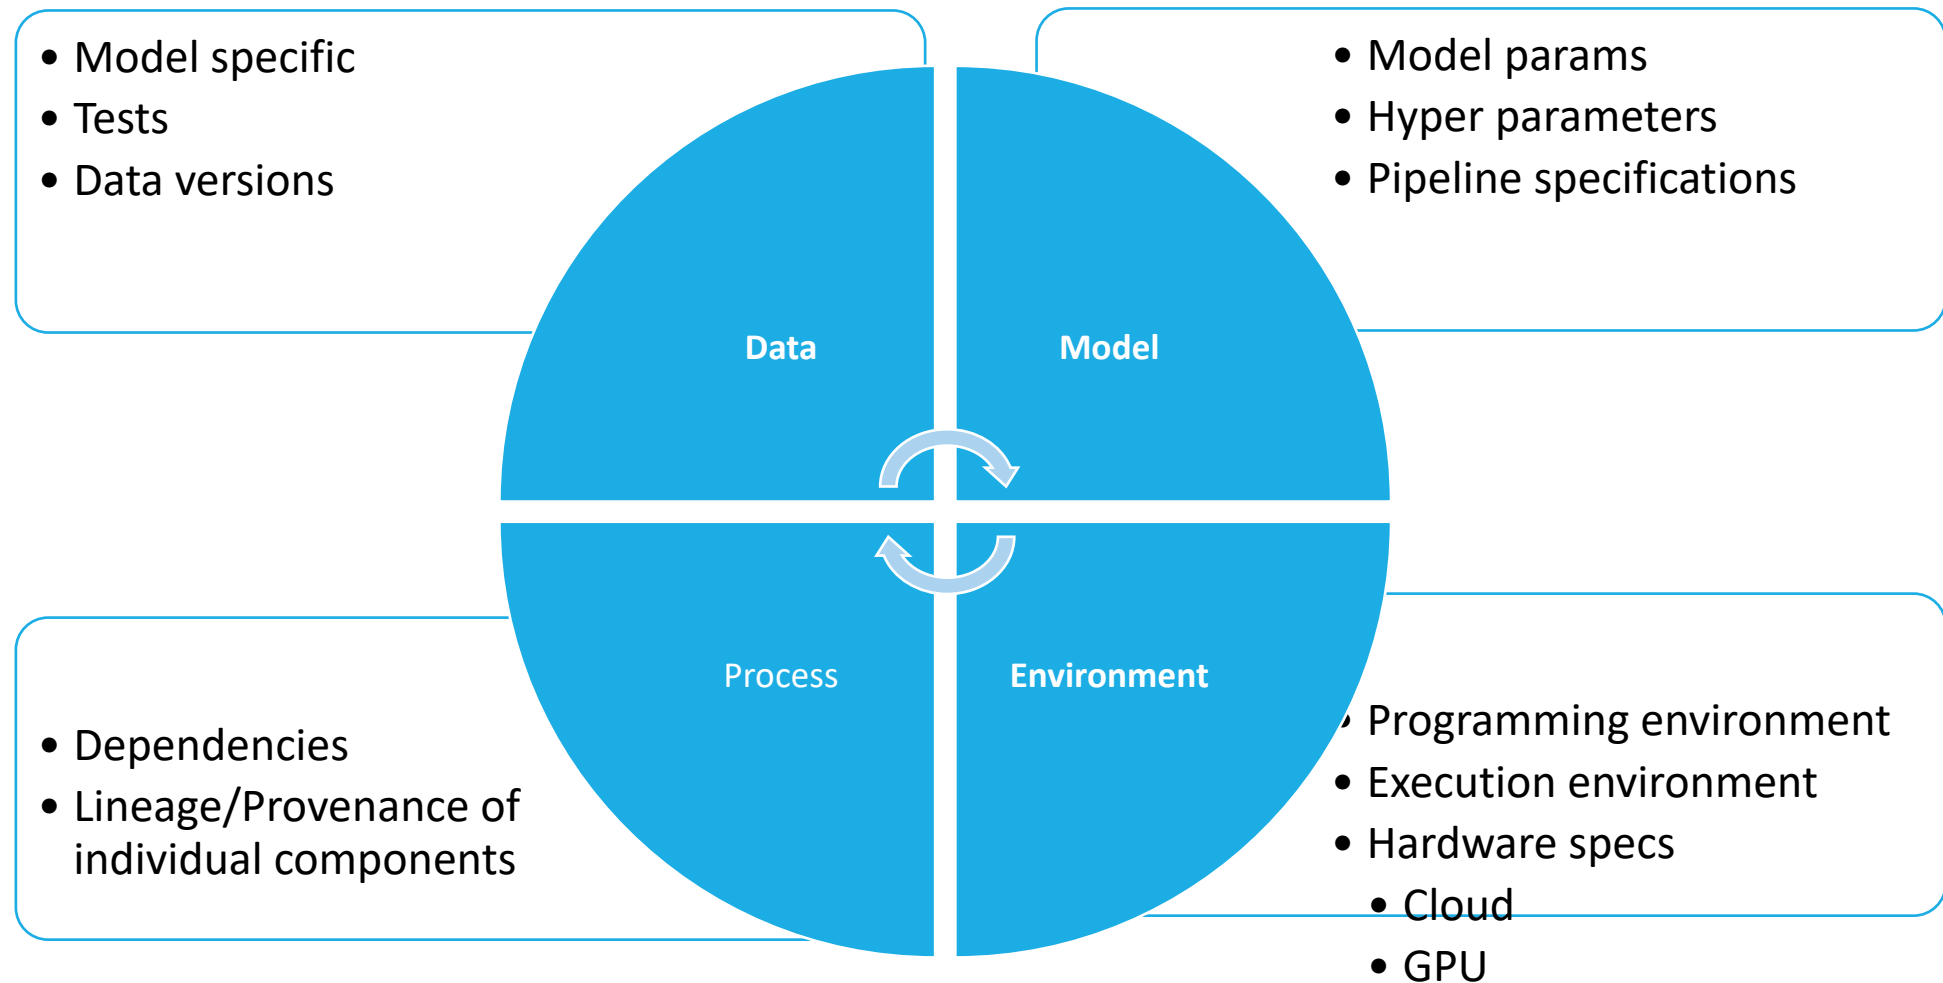 • Model specific
• Tests
• Data versions
• Model params
• Hyper parameters
• Pipeline specifications
Data
Model
Process
Environment
• Dependencies
• Lineage/Provenance of
individual components
• Programming environment
• Execution environment
• Hardware specs
• Cloud
• GPU